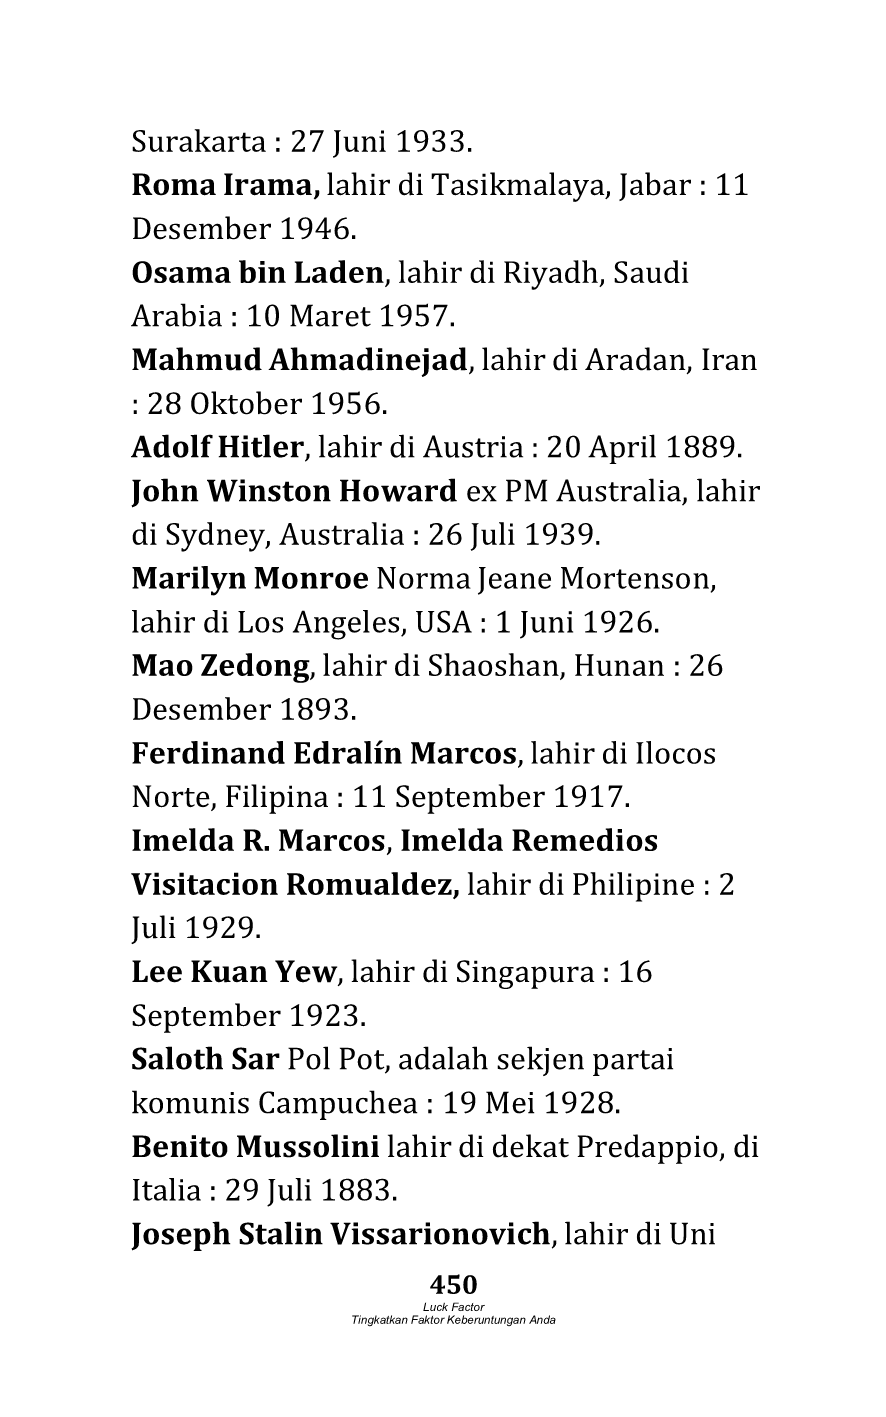 Surakarta : 27 Juni 1933.
Roma Irama, lahir di Tasikmalaya, Jabar : 11
Desember 1946.
Osama bin Laden, lahir di Riyadh, Saudi
Arabia : 10 Maret 1957.
Mahmud Ahmadinejad, lahir di Aradan, Iran
: 28 Oktober 1956.
Adolf Hitler, lahir di Austria : 20 April 1889.
John Winston Howard ex PM Australia, lahir
di Sydney, Australia : 26 Juli 1939.
Marilyn Monroe Norma Jeane Mortenson,
lahir di Los Angeles, USA : 1 Juni 1926.
Mao Zedong, lahir di Shaoshan, Hunan : 26
Desember 1893.
Ferdinand Edralín Marcos, lahir di Ilocos
Norte, Filipina : 11 September 1917.
Imelda R. Marcos, Imelda Remedios
Visitacion Romualdez, lahir di Philipine : 2
Juli 1929.
Lee Kuan Yew, lahir di Singapura : 16
September 1923.
Saloth Sar Pol Pot, adalah sekjen partai
komunis Campuchea : 19 Mei 1928.
Benito Mussolini lahir di dekat Predappio, di
Italia : 29 Juli 1883.
Joseph Stalin Vissarionovich, lahir di Uni
450
Luck Factor
Tingkatkan Faktor Keberuntungan Anda